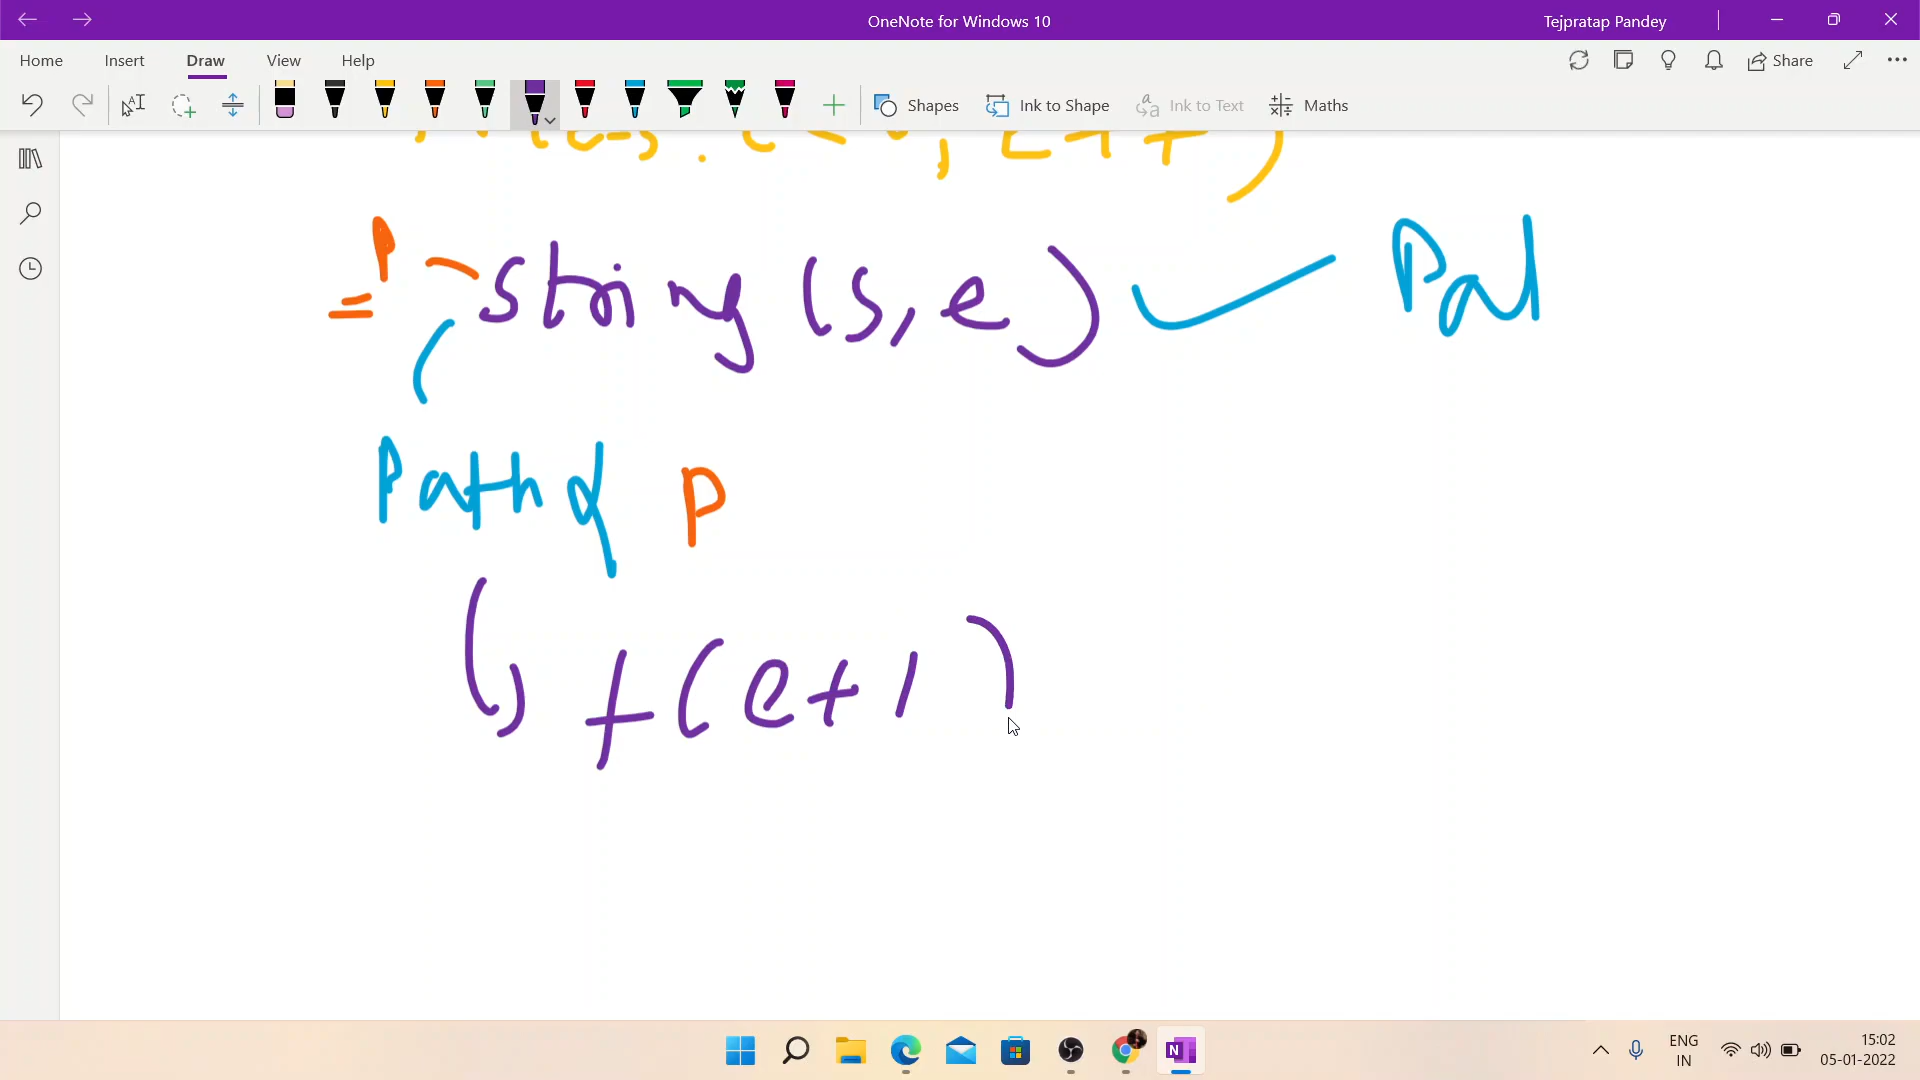 OneNote for Windows 10
Tejpratap Pandey
Home Insert Draw View Help
Share
Shapes Ink to Shape Ink to Text Maths
= P string (s, e) Pal
Path P
f(e+1)
ENG
IN
15:02
05-01-2022